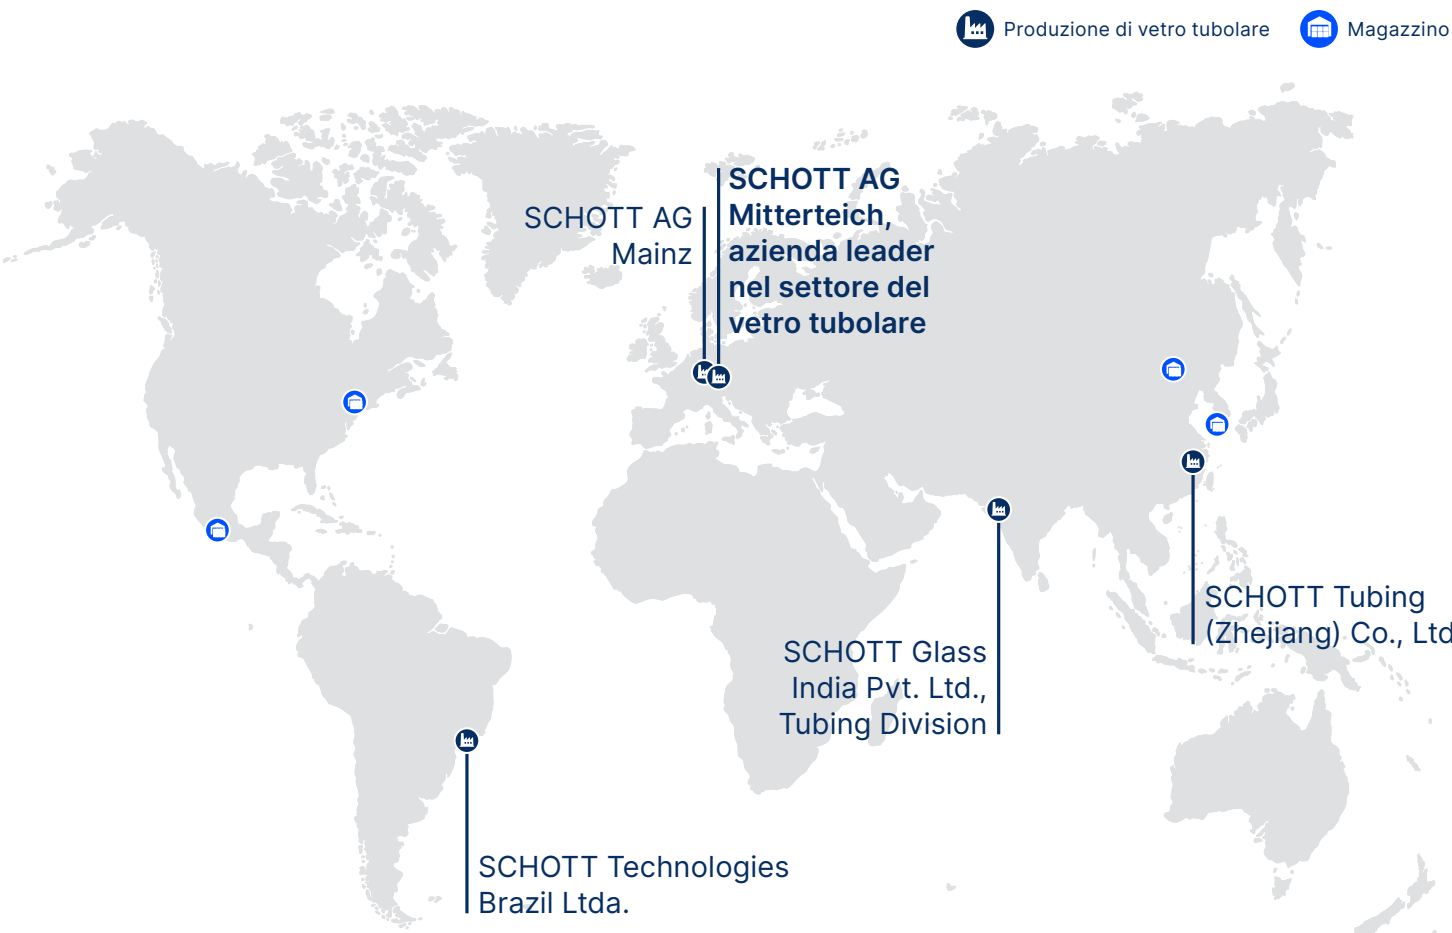 Produzione di vetro tubolare
Magazzino
SCHOTT AG
Mainz
SCHOTT AG
Mitterteich,
azienda leader
nel settore del
vetro tubolare
SCHOTT Tubing
(Zhejiang) Co., Ltd
SCHOTT Glass
India Pvt. Ltd.,
Tubing Division
SCHOTT Technologies
Brazil Ltda.